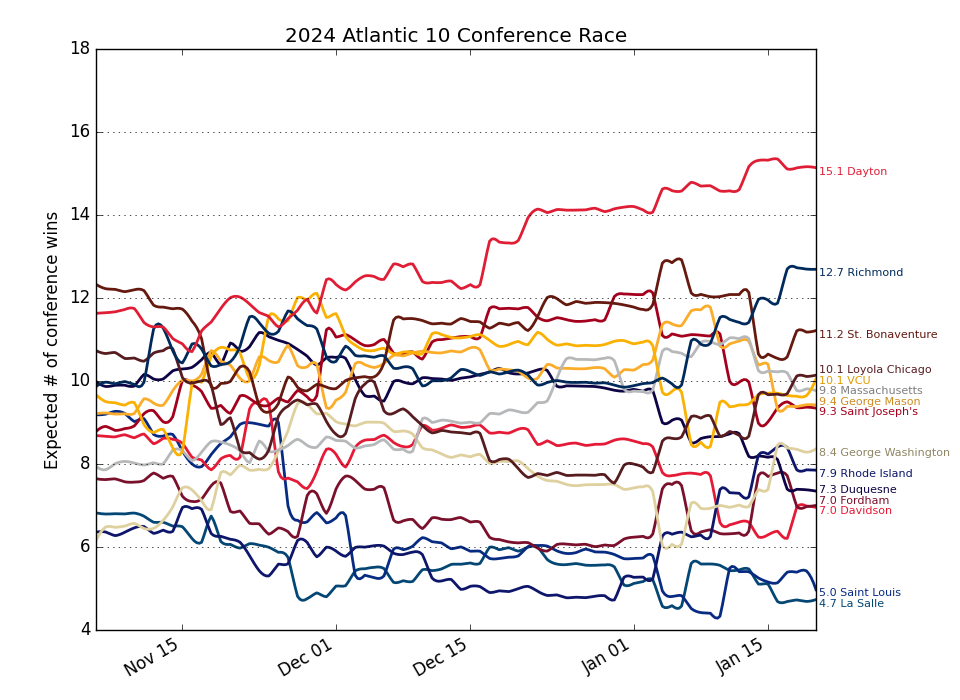 2024 Atlantic 10 Conference Race
Expected # of conference wins
18
16
14
12
10
8
6
4
Nov 15
Dec 01
Dec 15
Jan 01
Jan 15
15.1 Dayton
12.7 Richmond
11.2 St. Bonaventure
10.1 Loyola Chicago
10.1 VCU
9.8 Massachusetts
9.4 George Mason
9.3 Saint Joseph's
8.4 George Washington
7.9 Rhode Island
7.3 Duquesne
7.0 Fordham
7.0 Davidson
5.0 Saint Louis
4.7 La Salle